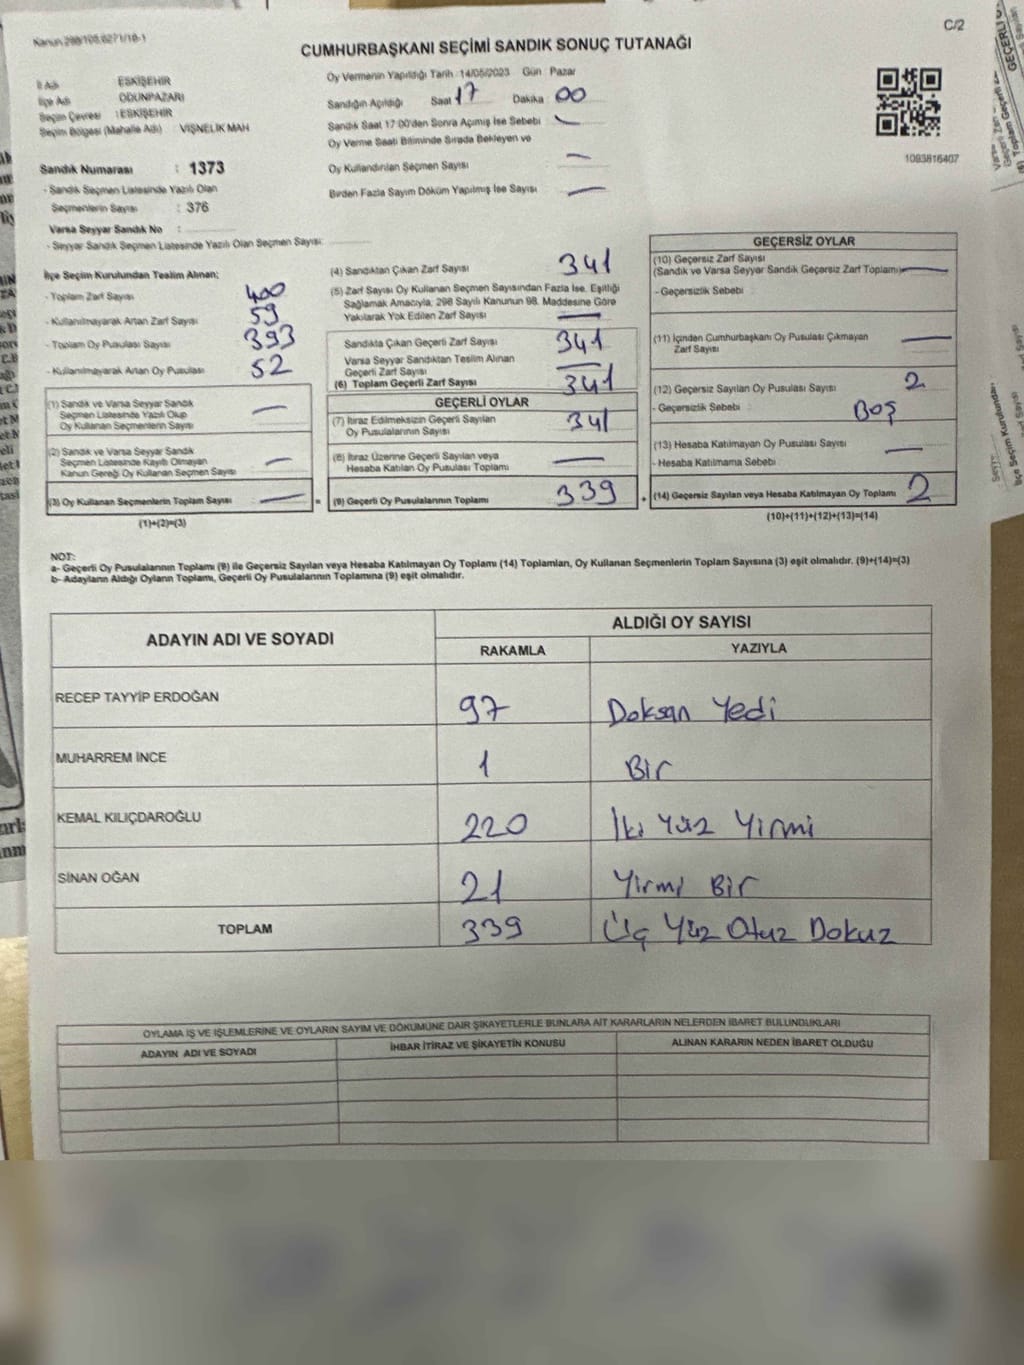 Kanun 298/105,6271/18-1
C/2
CUMHURBAŞKANI SEÇİMİ SANDIK SONUÇ TUTANAĞI
İl Adı : ESKİŞEHİR
İlçe Adı : ODUNPAZARI
Seçim Çevresi : ESKİŞEHİR
Seçim Bölgesi (Mahalle Adı) : VİŞNELİK MAH
Sandık Numarası : 1373
- Sandık Seçmen Listesinde Yazılı Olan
Seçmenlerin Sayısı : 376
Varsa Seyyar Sandık No :
- Seyyar Sandık Seçmen Listesinde Yazılı Olan Seçmen Sayısı:
Oy Vermenin Yapıldığı Tarih : 14/05/2023 Gün : Pazar
Sandığın Açıldığı Saat 17 Dakika 00
Sandık Saat 17:00'den Sonra Açılmış İse Sebebi : —
Oy Verme Saati Bitiminde Sırada Bekleyen ve
Oy Kullandırılan Seçmen Sayısı —
Birden Fazla Sayım Döküm Yapılmış İse Sayısı —
1093816407
İlçe Seçim Kurulundan Teslim Alınan;
- Toplam Zarf Sayısı 400
- Kullanılmayarak Artan Zarf Sayısı 59
- Toplam Oy Pusulası Sayısı 393
- Kullanılmayarak Artan Oy Pusulası 52
(1) Sandık ve Varsa Seyyar Sandık
Seçmen Listesinde Yazılı Olup
Oy Kullanan Seçmenlerin Sayısı —
(2) Sandık ve Varsa Seyyar Sandık
Seçmen Listesinde Kayıtlı Olmayan
Kanun Gereği Oy Kullanan Seçmen Sayısı —
(3) Oy Kullanan Seçmenlerin Toplam Sayısı — =
(1)+(2)=(3)
(4) Sandıktan Çıkan Zarf Sayısı 341
(5) Zarf Sayısı Oy Kullanan Seçmen Sayısından Fazla İse, Eşitliği
Sağlamak Amacıyla; 298 Sayılı Kanunun 98. Maddesine Göre
Yakılarak Yok Edilen Zarf Sayısı —
Sandıkta Çıkan Geçerli Zarf Sayısı 341
Varsa Seyyar Sandıktan Teslim Alınan
Geçerli Zarf Sayısı —
(6) Toplam Geçerli Zarf Sayısı 341
GEÇERLİ OYLAR
(7) İtiraz Edilmeksizin Geçerli Sayılan
Oy Pusulalarının Sayısı 341
(8) İtiraz Üzerine Geçerli Sayılan veya
Hesaba Katılan Oy Pusulası Toplamı —
(9) Geçerli Oy Pusulalarının Toplamı 339 +
GEÇERSİZ OYLAR
(10) Geçersiz Zarf Sayısı
(Sandık ve Varsa Seyyar Sandık Geçersiz Zarf Toplamı) —
- Geçersizlik Sebebi :
(11) İçinden Cumhurbaşkanı Oy Pusulası Çıkmayan
Zarf Sayısı —
(12) Geçersiz Sayılan Oy Pusulası Sayısı 2
- Geçersizlik Sebebi : BOŞ
(13) Hesaba Katılmayan Oy Pusulası Sayısı —
- Hesaba Katılmama Sebebi :
(14) Geçersiz Sayılan veya Hesaba Katılmayan Oy Toplamı 2
(10)+(11)+(12)+(13)=(14)
NOT:
a- Geçerli Oy Pusulalarının Toplamı (9) ile Geçersiz Sayılan veya Hesaba Katılmayan Oy Toplamı (14) Toplamları, Oy Kullanan Seçmenlerin Toplam Sayısına (3) eşit olmalıdır. (9)+(14)=(3)
b- Adayların Aldığı Oyların Toplamı, Geçerli Oy Pusulalarının Toplamına (9) eşit olmalıdır.
ADAYIN ADI VE SOYADI ALDIĞI OY SAYISI
RAKAMLA YAZIYLA
RECEP TAYYİP ERDOĞAN 97 Doksan Yedi
MUHARREM İNCE 1 Bir
KEMAL KILIÇDAROĞLU 220 İki Yüz Yirmi
SİNAN OĞAN 21 Yirmi Bir
TOPLAM 339 Üç Yüz Otuz Dokuz
OYLAMA İŞ VE İŞLEMLERİNE VE OYLARIN SAYIM VE DÖKÜMÜNE DAİR ŞİKAYETLERLE BUNLARA AİT KARARLARIN NELERDEN İBARET BULUNDUKLARI
ADAYIN ADI VE SOYADI İHBAR İTİRAZ VE ŞİKAYETİN KONUSU ALINAN KARARIN NEDEN İBARET OLDUĞU